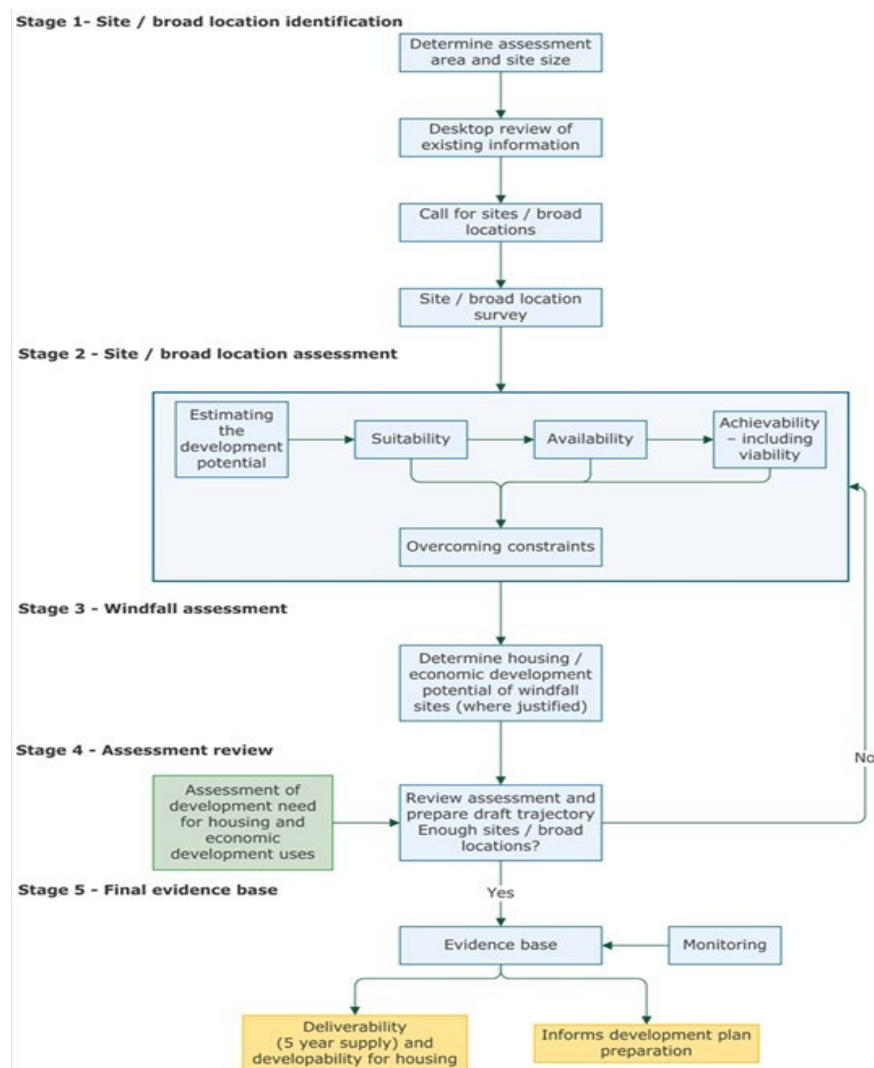 Stage 1- Site / broad location identification
Determine assessment
area and site size
Desktop review of
existing information
Call for sites / broad
locations
Site / broad location
survey
Stage 2 - Site / broad location assessment
Estimating
the
development
potential
Suitability
Availability
Achievability
– including
viability
Overcoming constraints
Stage 3 - Windfall assessment
Determine housing /
economic development
potential of windfall
sites (where justified)
Stage 4 - Assessment review
No
Assessment of
development need
for housing and
economic
development uses
Review assessment and
prepare draft trajectory
Enough sites / broad
locations?
Stage 5 - Final evidence base
Yes
Evidence base
Monitoring
Deliverability
(5 year supply) and
developability for housing
Informs development plan
preparation